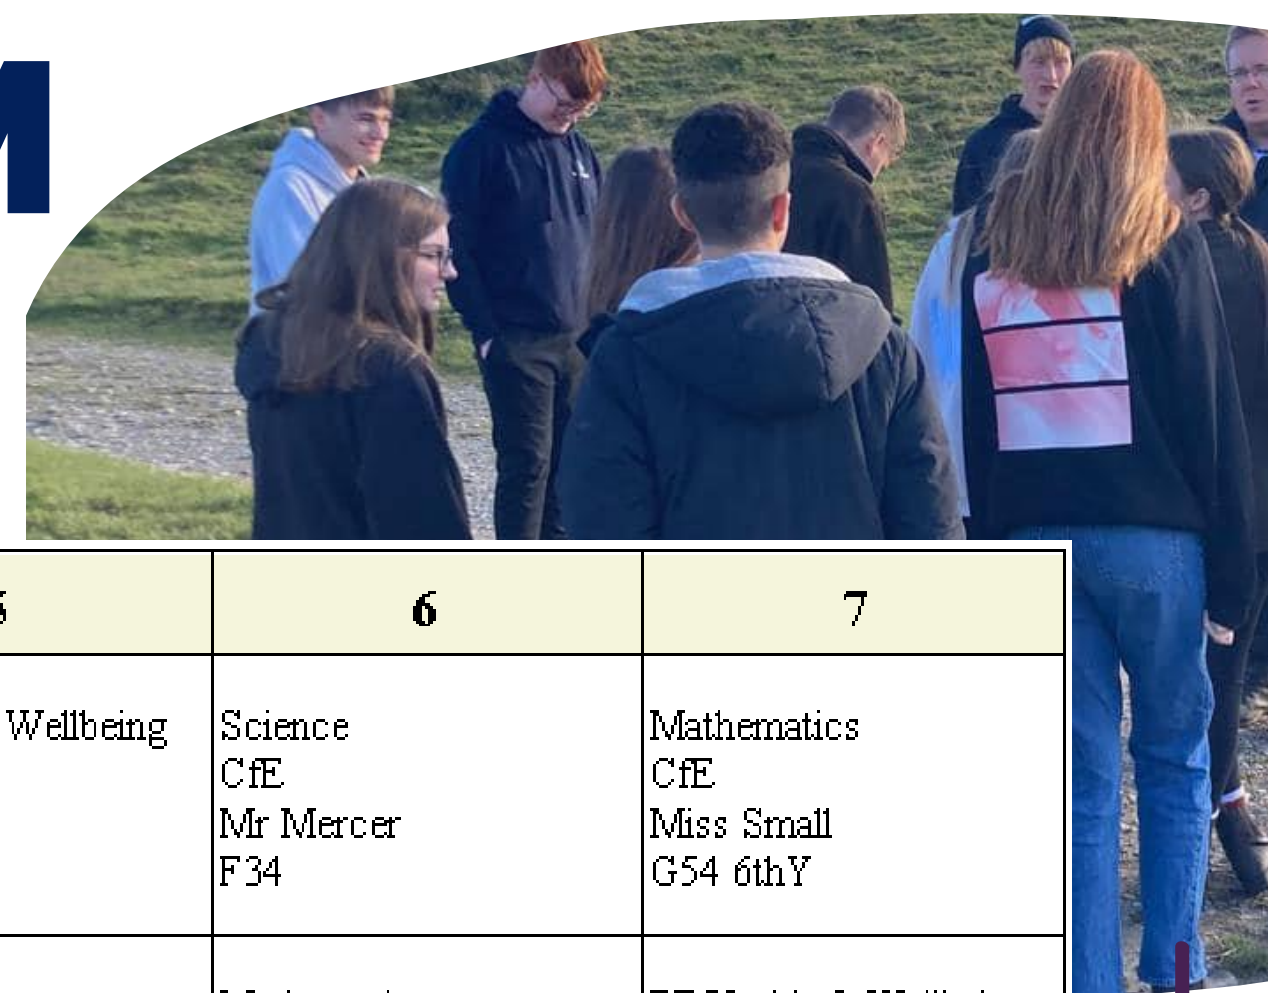 M
6
7
Wellbeing
Science
CfE
Mr Mercer
F34
Mathematics
CfE
Miss Small
G54 6thY